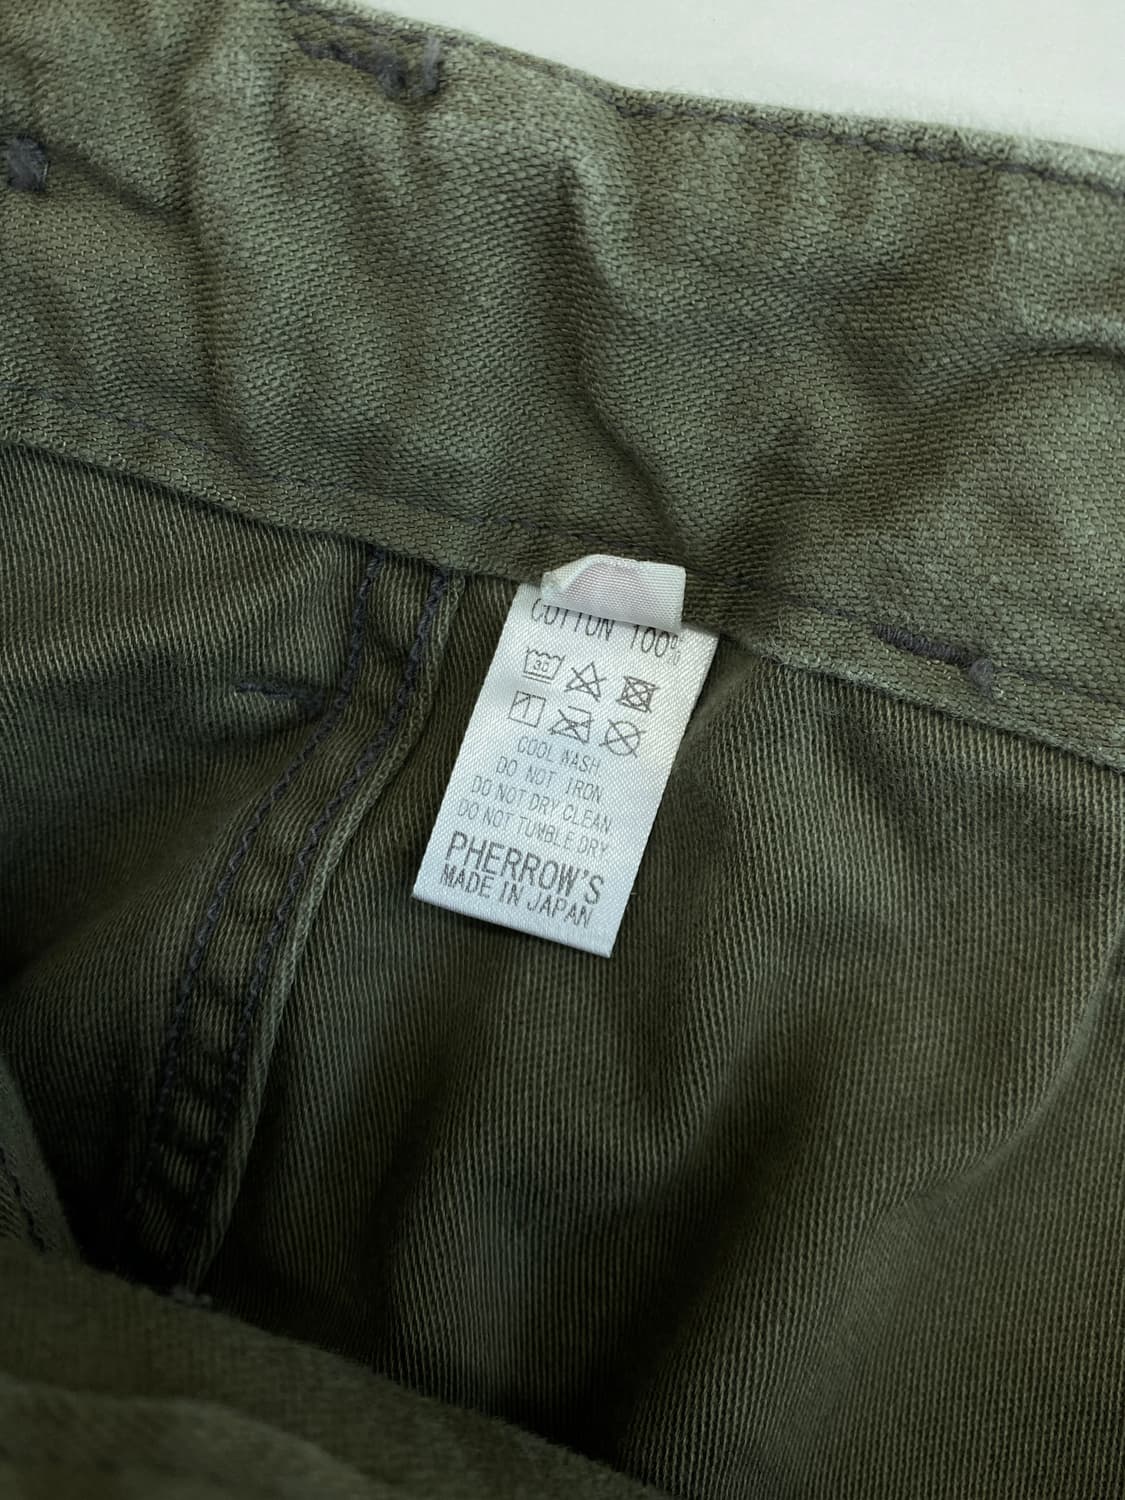 COTTON 100%
30
COOL WASH
DO NOT IRON
DO NOT DRY CLEAN
DO NOT TUMBLE DRY
PHERROW'S
MADE IN JAPAN